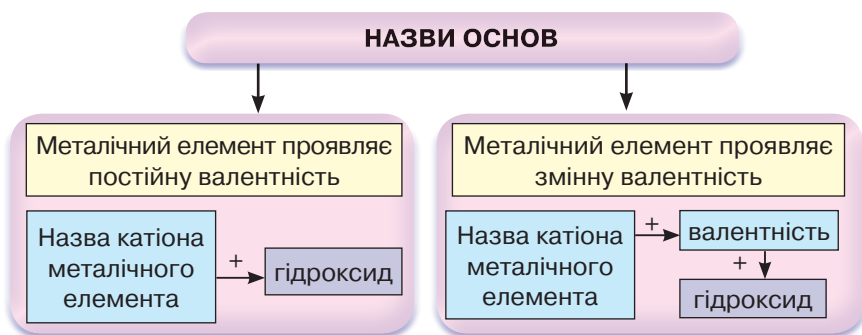 НАЗВИ ОСНОВ
Металічний елемент проявляє
постійну валентність
Назва катіона
металічного
елемента
+
гідроксид
Металічний елемент проявляє
змінну валентність
Назва катіона
металічного
елемента
+
валентність
+
гідроксид